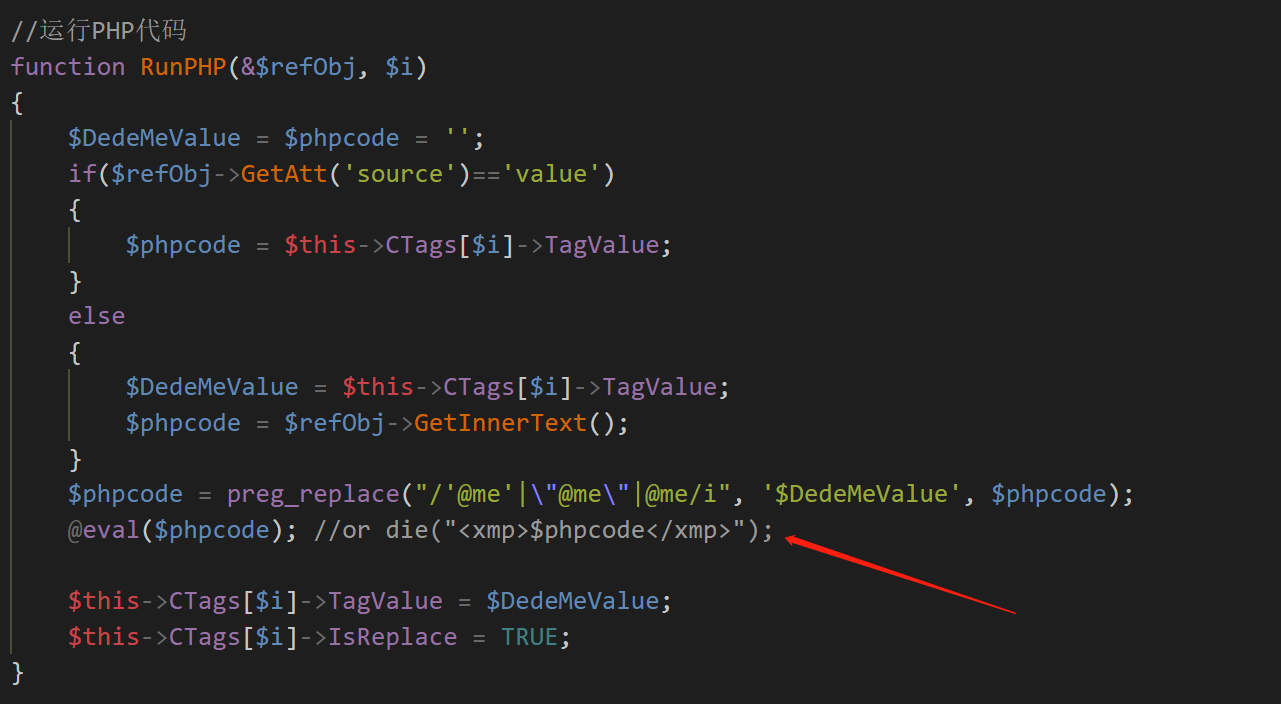 //运行PHP代码
function RunPHP(&$refObj, $i)
{
    $DedeMeValue = $phpcode = '';
    if($refObj->GetAtt('source')=='value')
    {
        $phpcode = $this->CTags[$i]->TagValue;
    }
    else
    {
        $DedeMeValue = $this->CTags[$i]->TagValue;
        $phpcode = $refObj->GetInnerText();
    }
    $phpcode = preg_replace("/'@me'|\"@me\"|@me/i", '$DedeMeValue', $phpcode);
    @eval($phpcode); //or die("<xmp>$phpcode</xmp>");
    $this->CTags[$i]->TagValue = $DedeMeValue;
    $this->CTags[$i]->IsReplace = TRUE;
}